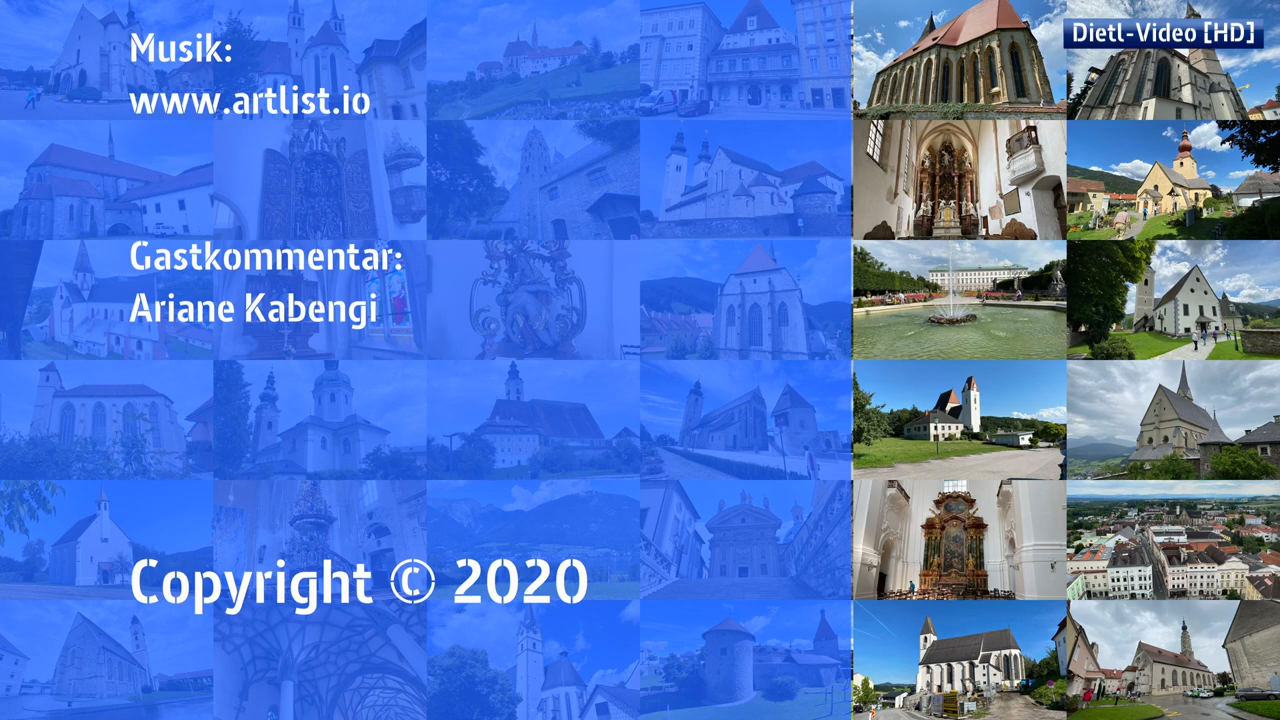 Dietl-Video [HD]
Musik:
www.artlist.io
Gastkommentar:
Ariane Kabengi
Copyright © 2020